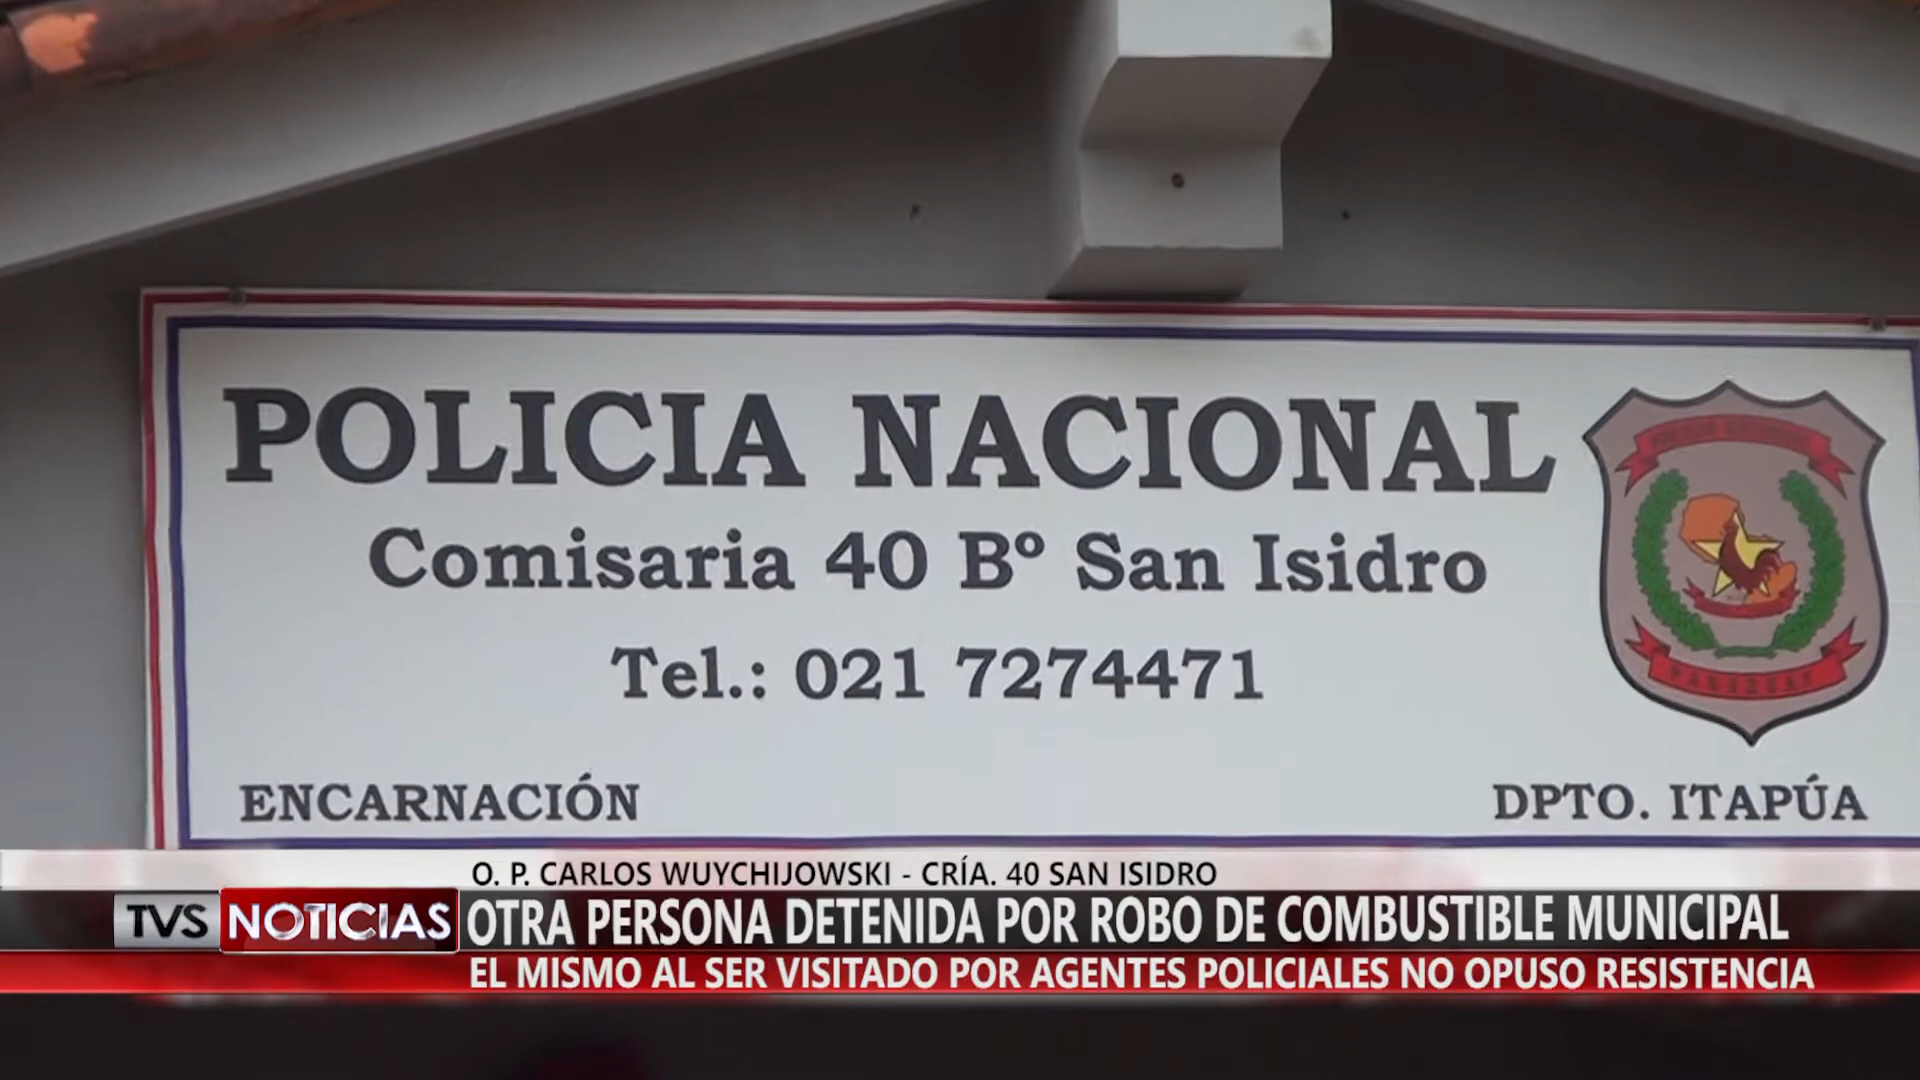 POLICIA NACIONAL
Comisaria 40 Bº San Isidro
Tel.: 021 7274471
ENCARNACIÓN
DPTO. ITAPÚA
O. P. CARLOS WUYCHIJOWSKI - CRÍA. 40 SAN ISIDRO
TVS NOTICIAS
OTRA PERSONA DETENIDA POR ROBO DE COMBUSTIBLE MUNICIPAL
EL MISMO AL SER VISITADO POR AGENTES POLICIALES NO OPUSO RESISTENCIA